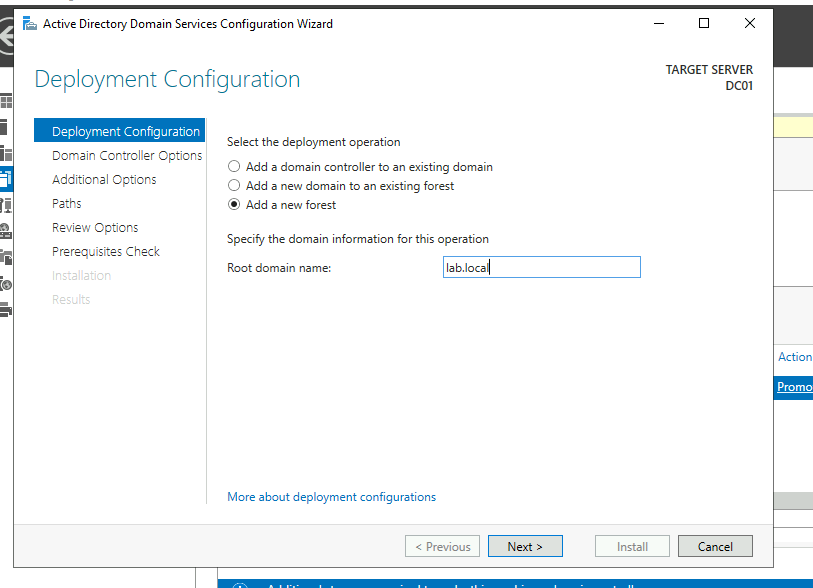 Active Directory Domain Services Configuration Wizard
Deployment Configuration
TARGET SERVER
DC01
Deployment Configuration
Domain Controller Options
Additional Options
Paths
Review Options
Prerequisites Check
Installation
Results
Select the deployment operation
Add a domain controller to an existing domain
Add a new domain to an existing forest
Add a new forest
Specify the domain information for this operation
Root domain name:
lab.local
More about deployment configurations
< Previous
Next >
Install
Cancel
Action
Promo